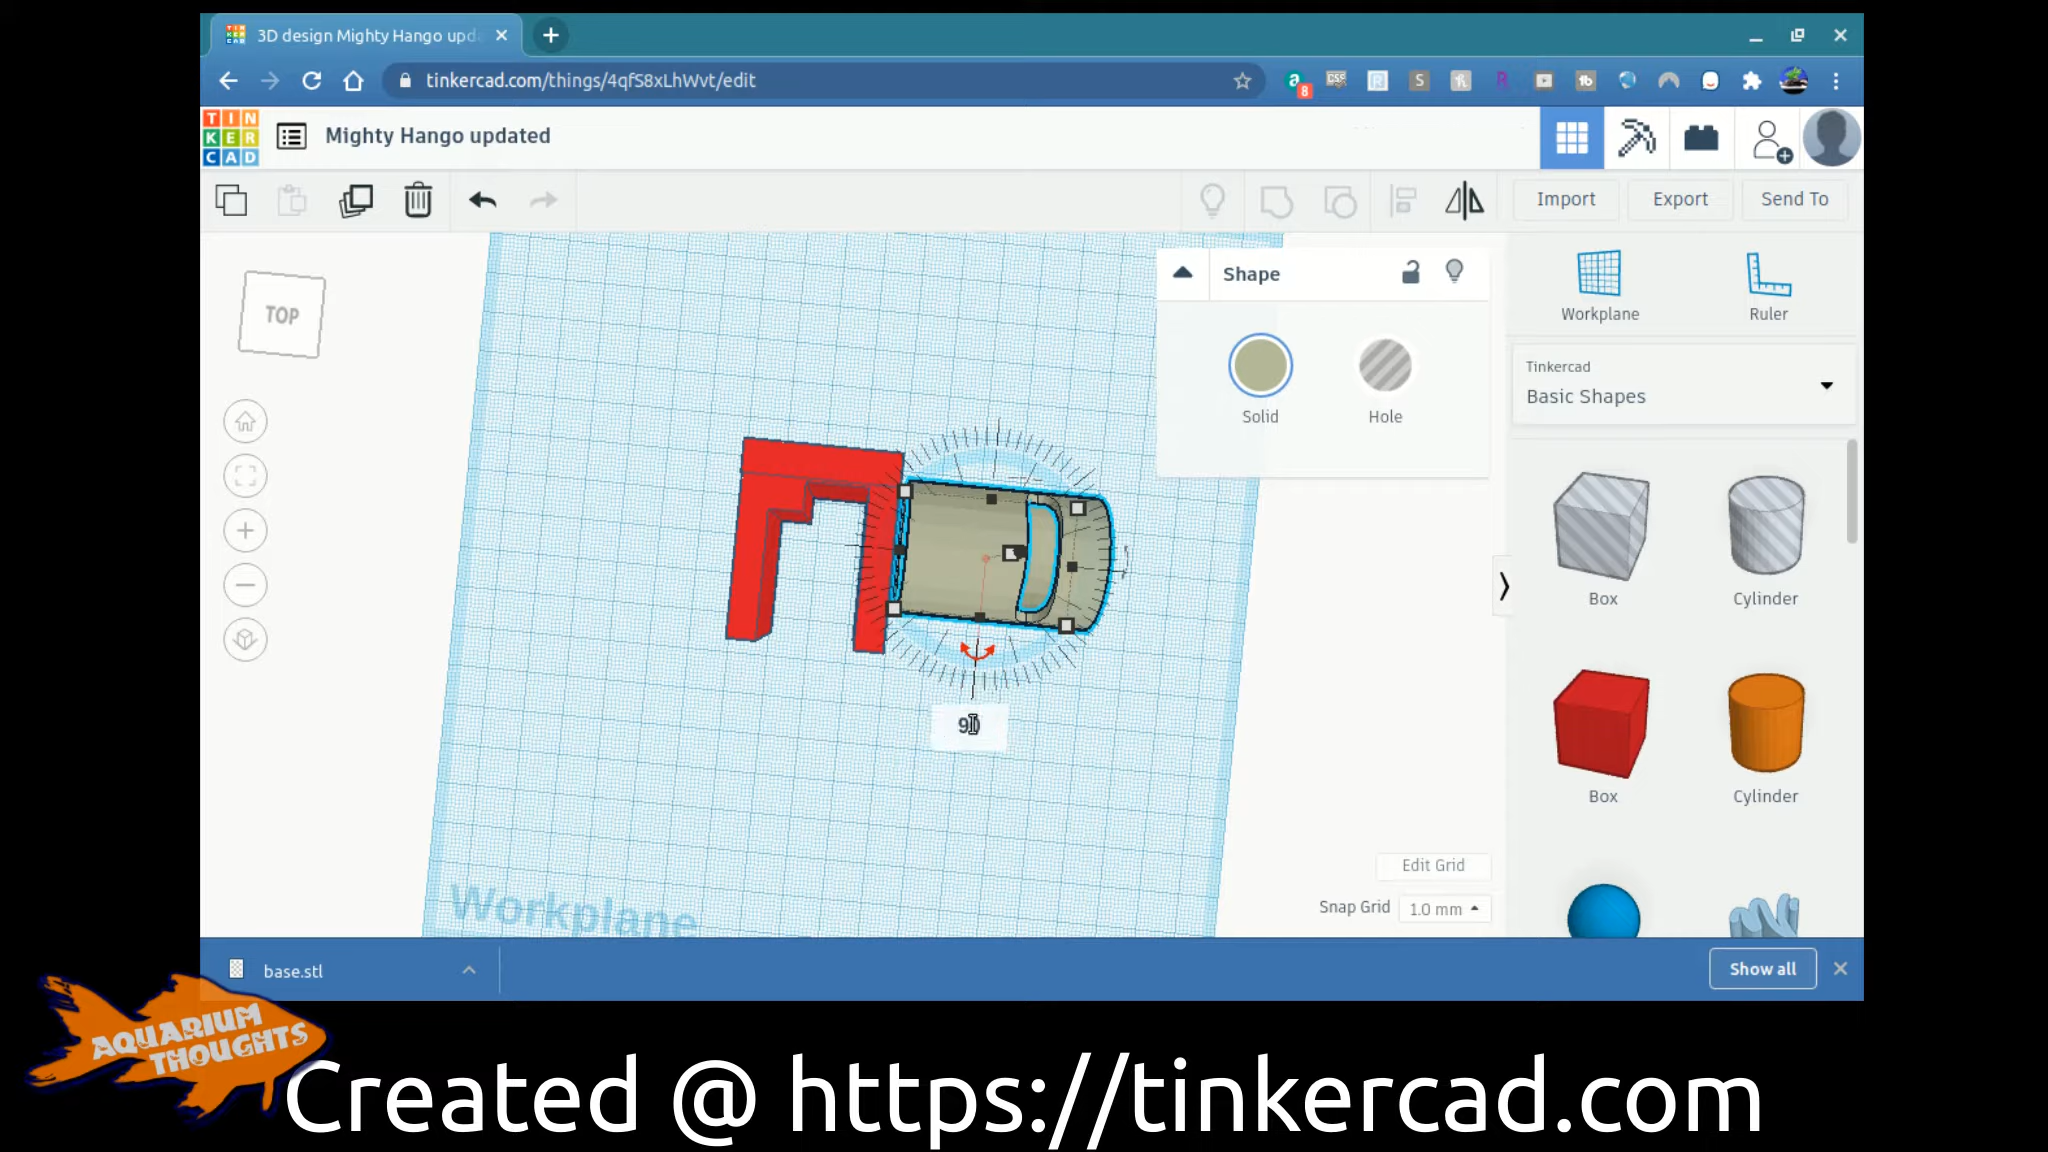 3D design Mighty Hango upd
tinkercad.com/things/4qfS8xLhWvt/edit
8
TIN
KER
CAD
Mighty Hango updated
Import
Export
Send To
TOP
Shape
Solid
Hole
Workplane
Ruler
Tinkercad
Basic Shapes
Box
Cylinder
Box
Cylinder
90
Workplane
Edit Grid
Snap Grid
1.0 mm
base.stl
Show all
AQUARIUM
THOUGHTS
Created @ https://tinkercad.com